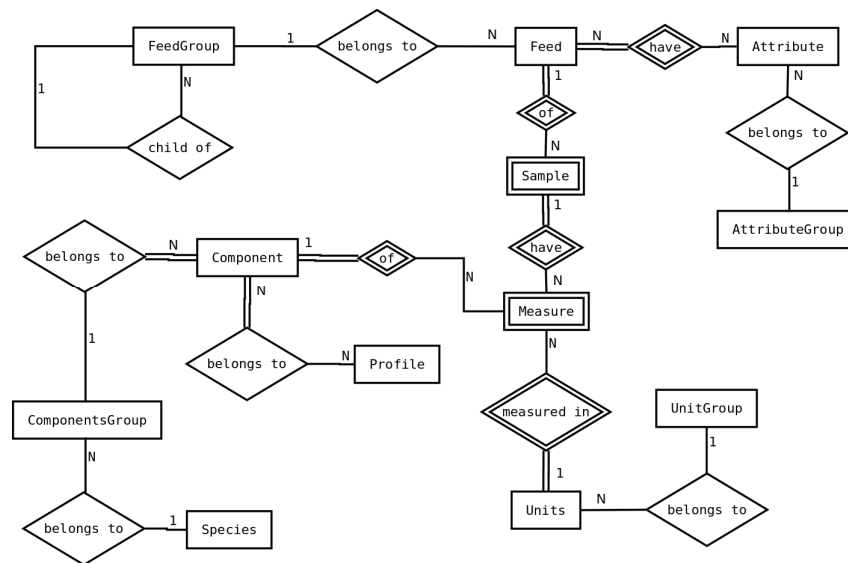 FeedGroup 1 belongs to N Feed N have N Attribute
1
N
1
N
child of
of
belongs to
N
1
Sample
1
AttributeGroup
belongs to N Component 1 of
have
N
N
N
Measure
1
N
belongs to N Profile
measured in
UnitGroup
1
ComponentsGroup
N
1
Units N belongs to
belongs to 1 Species